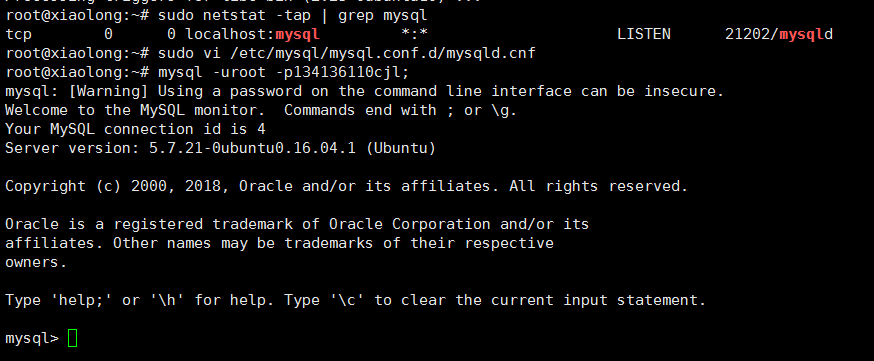 root@xiaolong:~# sudo netstat -tap | grep mysql
tcp        0      0 localhost:mysql         *:*                     LISTEN      21202/mysqld
root@xiaolong:~# sudo vi /etc/mysql/mysql.conf.d/mysqld.cnf
root@xiaolong:~# mysql -uroot -p134136110cjl;
mysql: [Warning] Using a password on the command line interface can be insecure.
Welcome to the MySQL monitor.  Commands end with ; or \g.
Your MySQL connection id is 4
Server version: 5.7.21-0ubuntu0.16.04.1 (Ubuntu)
Copyright (c) 2000, 2018, Oracle and/or its affiliates. All rights reserved.
Oracle is a registered trademark of Oracle Corporation and/or its
affiliates. Other names may be trademarks of their respective
owners.
Type 'help;' or '\h' for help. Type '\c' to clear the current input statement.
mysql>